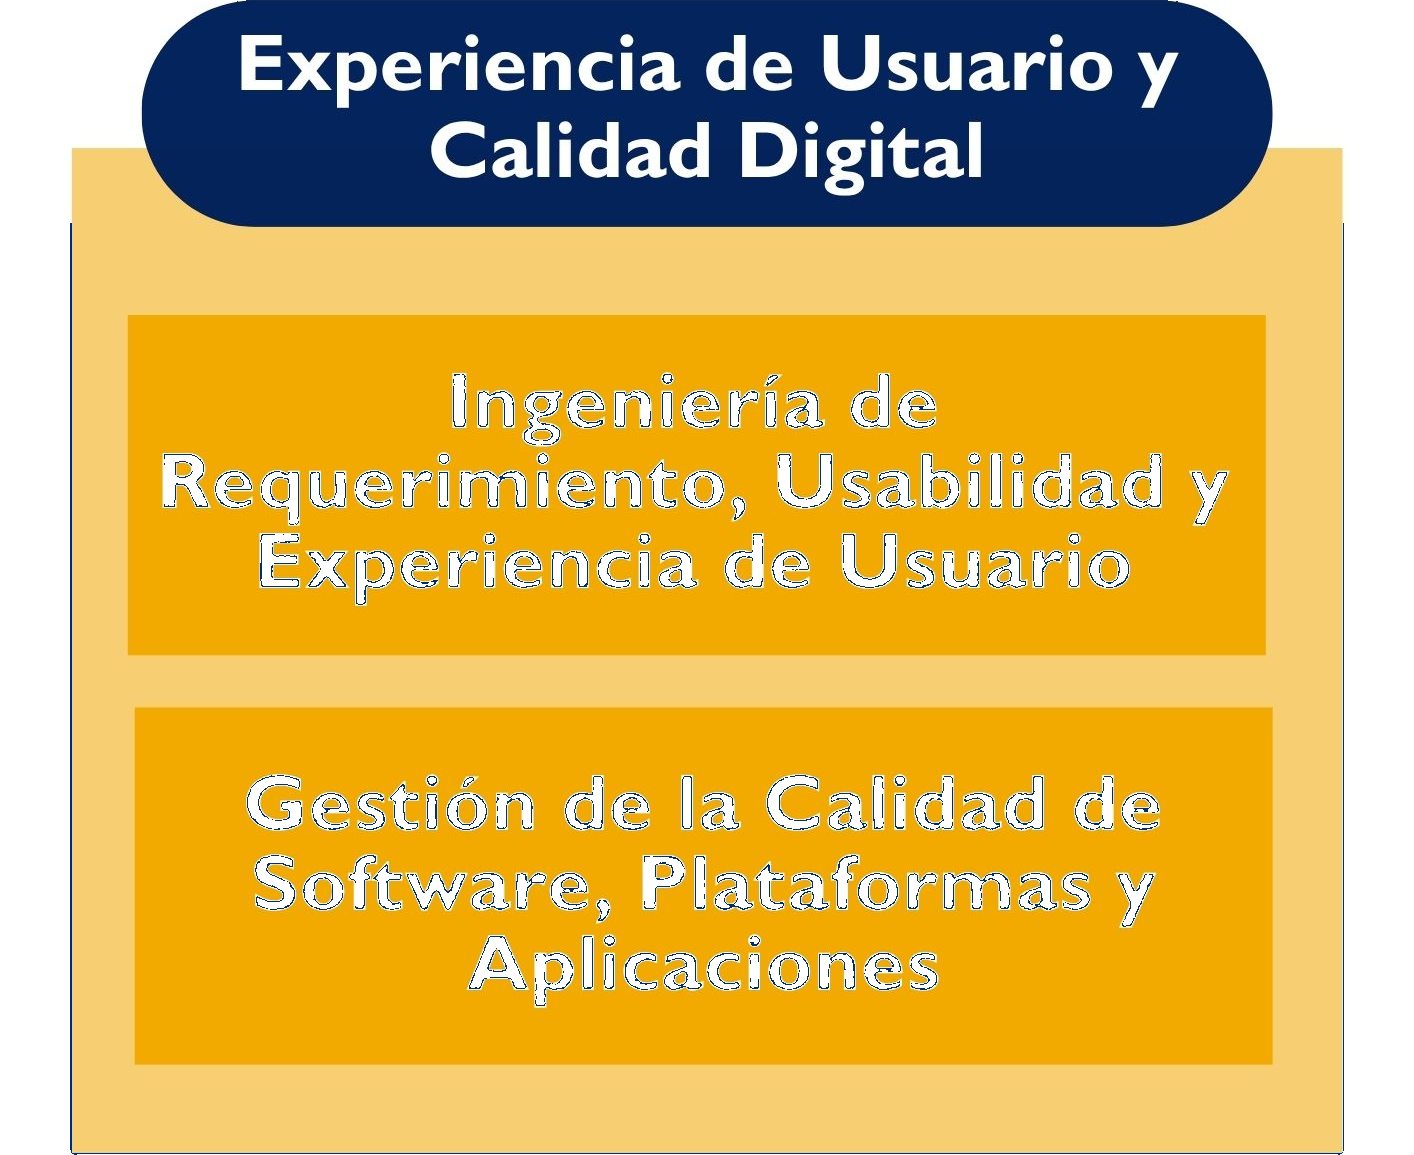 Experiencia de Usuario y
Calidad Digital
Ingeniería de
Requerimiento, Usabilidad y
Experiencia de Usuario
Gestión de la Calidad de
Software, Plataformas y
Aplicaciones